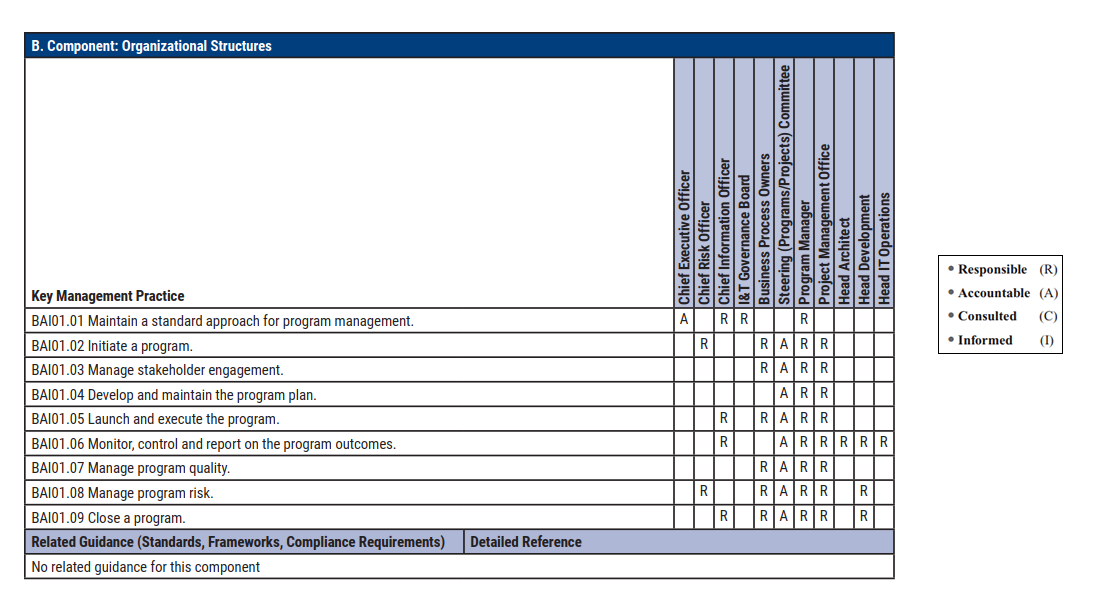 B. Component: Organizational Structures
Key Management Practice
Chief Executive Officer
Chief Risk Officer
Chief Information Officer
I&T Governance Board
Business Process Owners
Steering (Programs/Projects) Committee
Program Manager
Project Management Office
Head Architect
Head Development
Head IT Operations
BAI01.01 Maintain a standard approach for program management. A R R R
BAI01.02 Initiate a program. R R A R R
BAI01.03 Manage stakeholder engagement. R A R R
BAI01.04 Develop and maintain the program plan. A R R
BAI01.05 Launch and execute the program. R R A R R
BAI01.06 Monitor, control and report on the program outcomes. R A R R R R R
BAI01.07 Manage program quality. R A R R
BAI01.08 Manage program risk. R R A R R R
BAI01.09 Close a program. R R A R R R
Related Guidance (Standards, Frameworks, Compliance Requirements) Detailed Reference
No related guidance for this component
• Responsible (R)
• Accountable (A)
• Consulted (C)
• Informed (I)